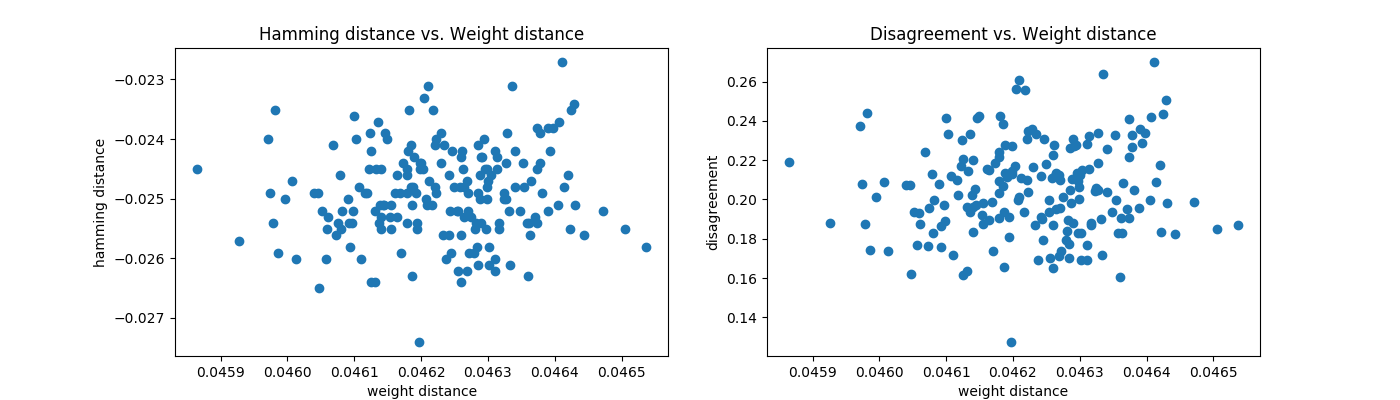 Hamming distance vs. Weight distance
hamming distance
−0.023
−0.024
−0.025
−0.026
−0.027
0.0459 0.0460 0.0461 0.0462 0.0463 0.0464 0.0465
weight distance
Disagreement vs. Weight distance
disagreement
0.26
0.24
0.22
0.20
0.18
0.16
0.14
0.0459 0.0460 0.0461 0.0462 0.0463 0.0464 0.0465
weight distance